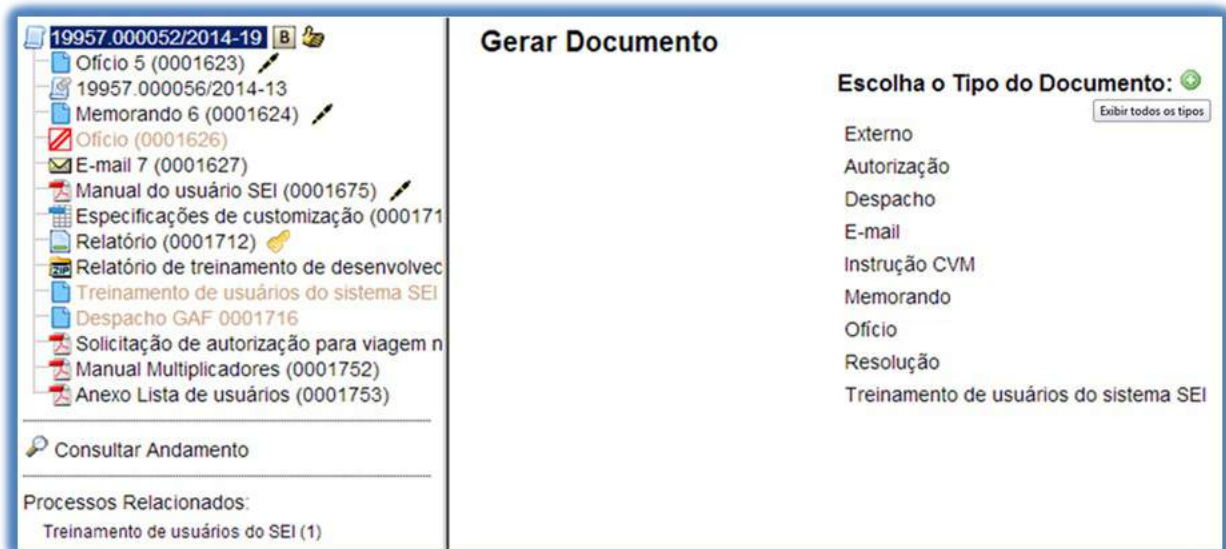 19957.000052/2014-19 B
Ofício 5 (0001623)
19957.000056/2014-13
Memorando 6 (0001624)
Ofício (0001626)
E-mail 7 (0001627)
Manual do usuário SEI (0001675)
Especificações de customização (000171
Relatório (0001712)
ZIP Relatório de treinamento de desenvolvec
Treinamento de usuários do sistema SEI
Despacho GAF 0001716
Solicitação de autorização para viagem n
Manual Multiplicadores (0001752)
Anexo Lista de usuários (0001753)
Consultar Andamento
Processos Relacionados:
Treinamento de usuários do SEI (1)
Gerar Documento
Escolha o Tipo do Documento:
Exibir todos os tipos
Externo
Autorização
Despacho
E-mail
Instrução CVM
Memorando
Ofício
Resolução
Treinamento de usuários do sistema SEI